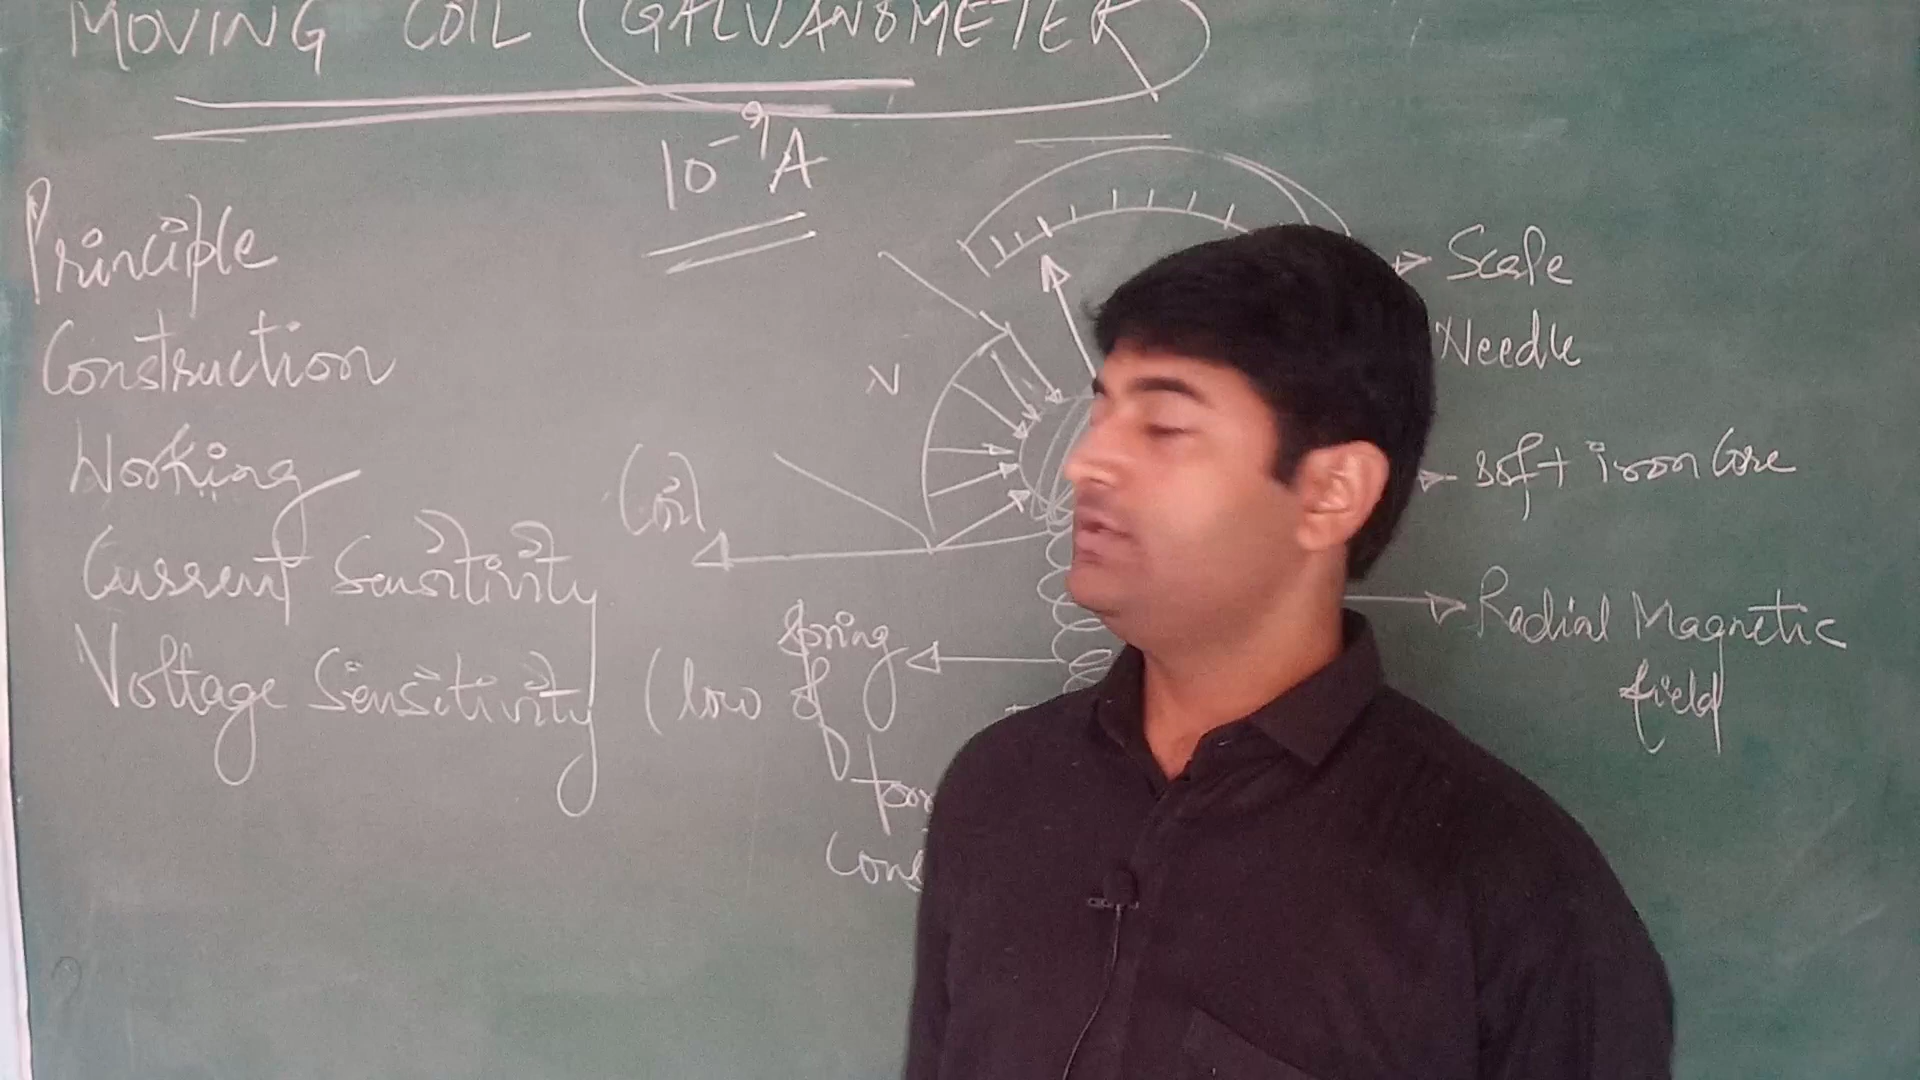 MOVING COIL GALVANOMETER
10⁻⁹A
Principle
Construction
Working
Current Sensitivity
Voltage Sensitivity
N
Coil
Spring
(low of
Scale
Needle
soft iron Core
Radial Magnetic
field